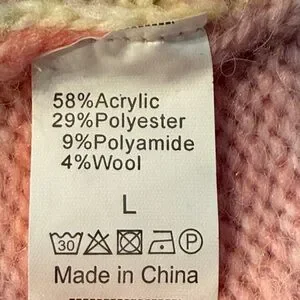 58%Acrylic
29%Polyester
9%Polyamide
4%Wool
L
30 P
Made in China